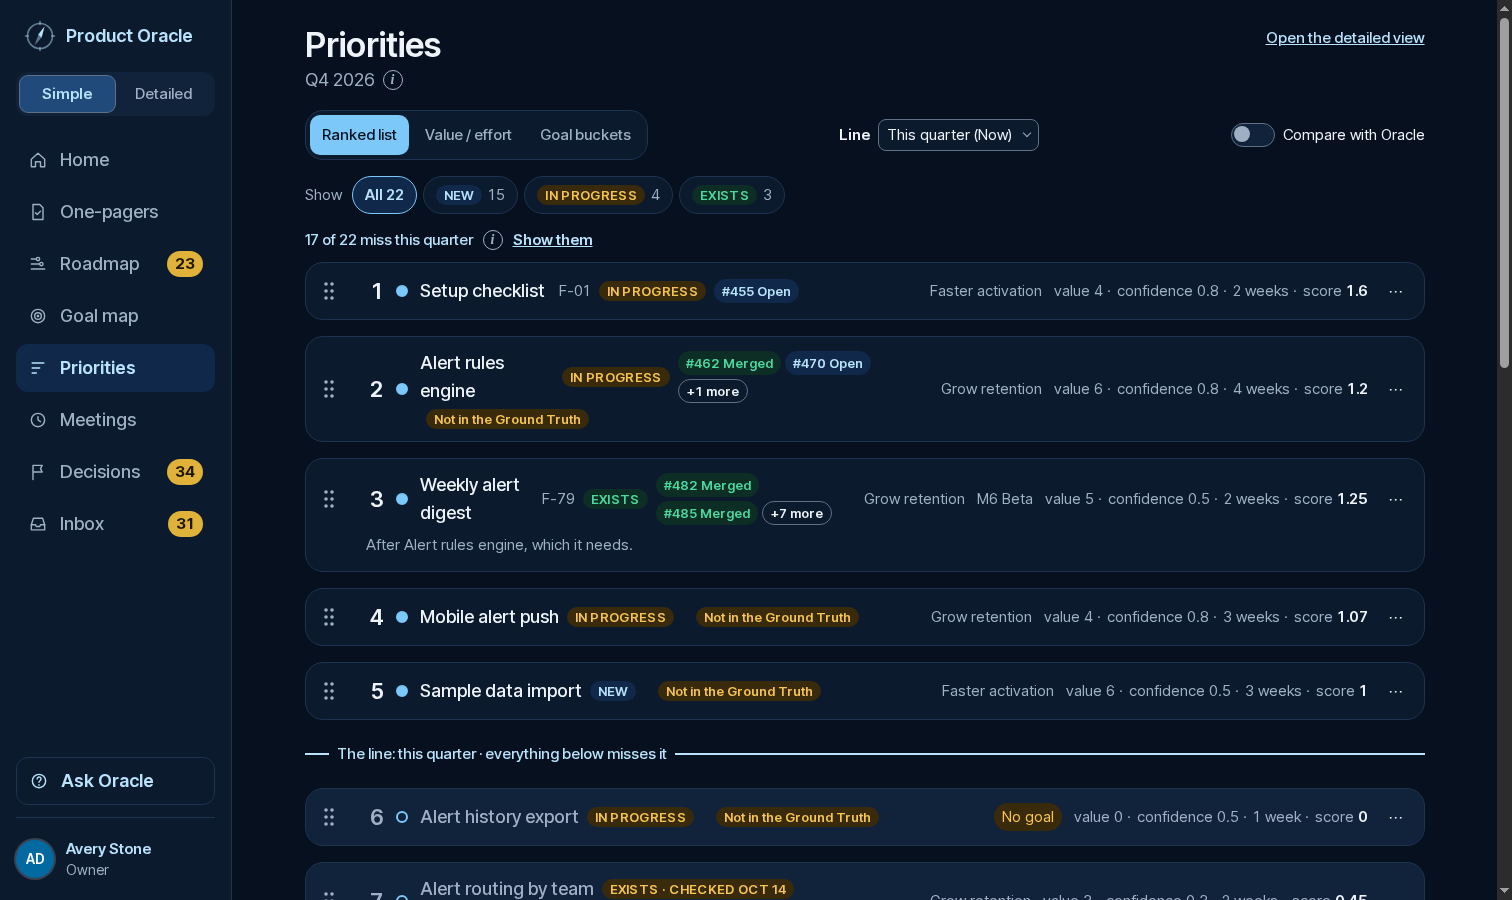 Product Oracle
Simple Detailed
Home
One-pagers
Roadmap 23
Goal map
Priorities
Meetings
Decisions 34
Inbox 31
Ask Oracle
AD Avery Stone
Owner
Priorities
Open the detailed view
Q4 2026 i
Ranked list Value / effort Goal buckets
Line This quarter (Now)
Compare with Oracle
Show All 22 NEW 15 IN PROGRESS 4 EXISTS 3
17 of 22 miss this quarter i Show them
1 Setup checklist F-01 IN PROGRESS #455 Open Faster activation value 4 · confidence 0.8 · 2 weeks · score 1.6 ...
2 Alert rules engine IN PROGRESS #462 Merged #470 Open +1 more Grow retention value 6 · confidence 0.8 · 4 weeks · score 1.2 ...
Not in the Ground Truth
3 Weekly alert digest F-79 EXISTS #482 Merged #485 Merged +7 more Grow retention M6 Beta value 5 · confidence 0.5 · 2 weeks · score 1.25 ...
After Alert rules engine, which it needs.
4 Mobile alert push IN PROGRESS Not in the Ground Truth Grow retention value 4 · confidence 0.8 · 3 weeks · score 1.07 ...
5 Sample data import NEW Not in the Ground Truth Faster activation value 6 · confidence 0.5 · 3 weeks · score 1 ...
The line: this quarter · everything below misses it
6 Alert history export IN PROGRESS Not in the Ground Truth No goal value 0 · confidence 0.5 · 1 week · score 0 ...
Alert routing by team EXISTS · CHECKED OCT 14